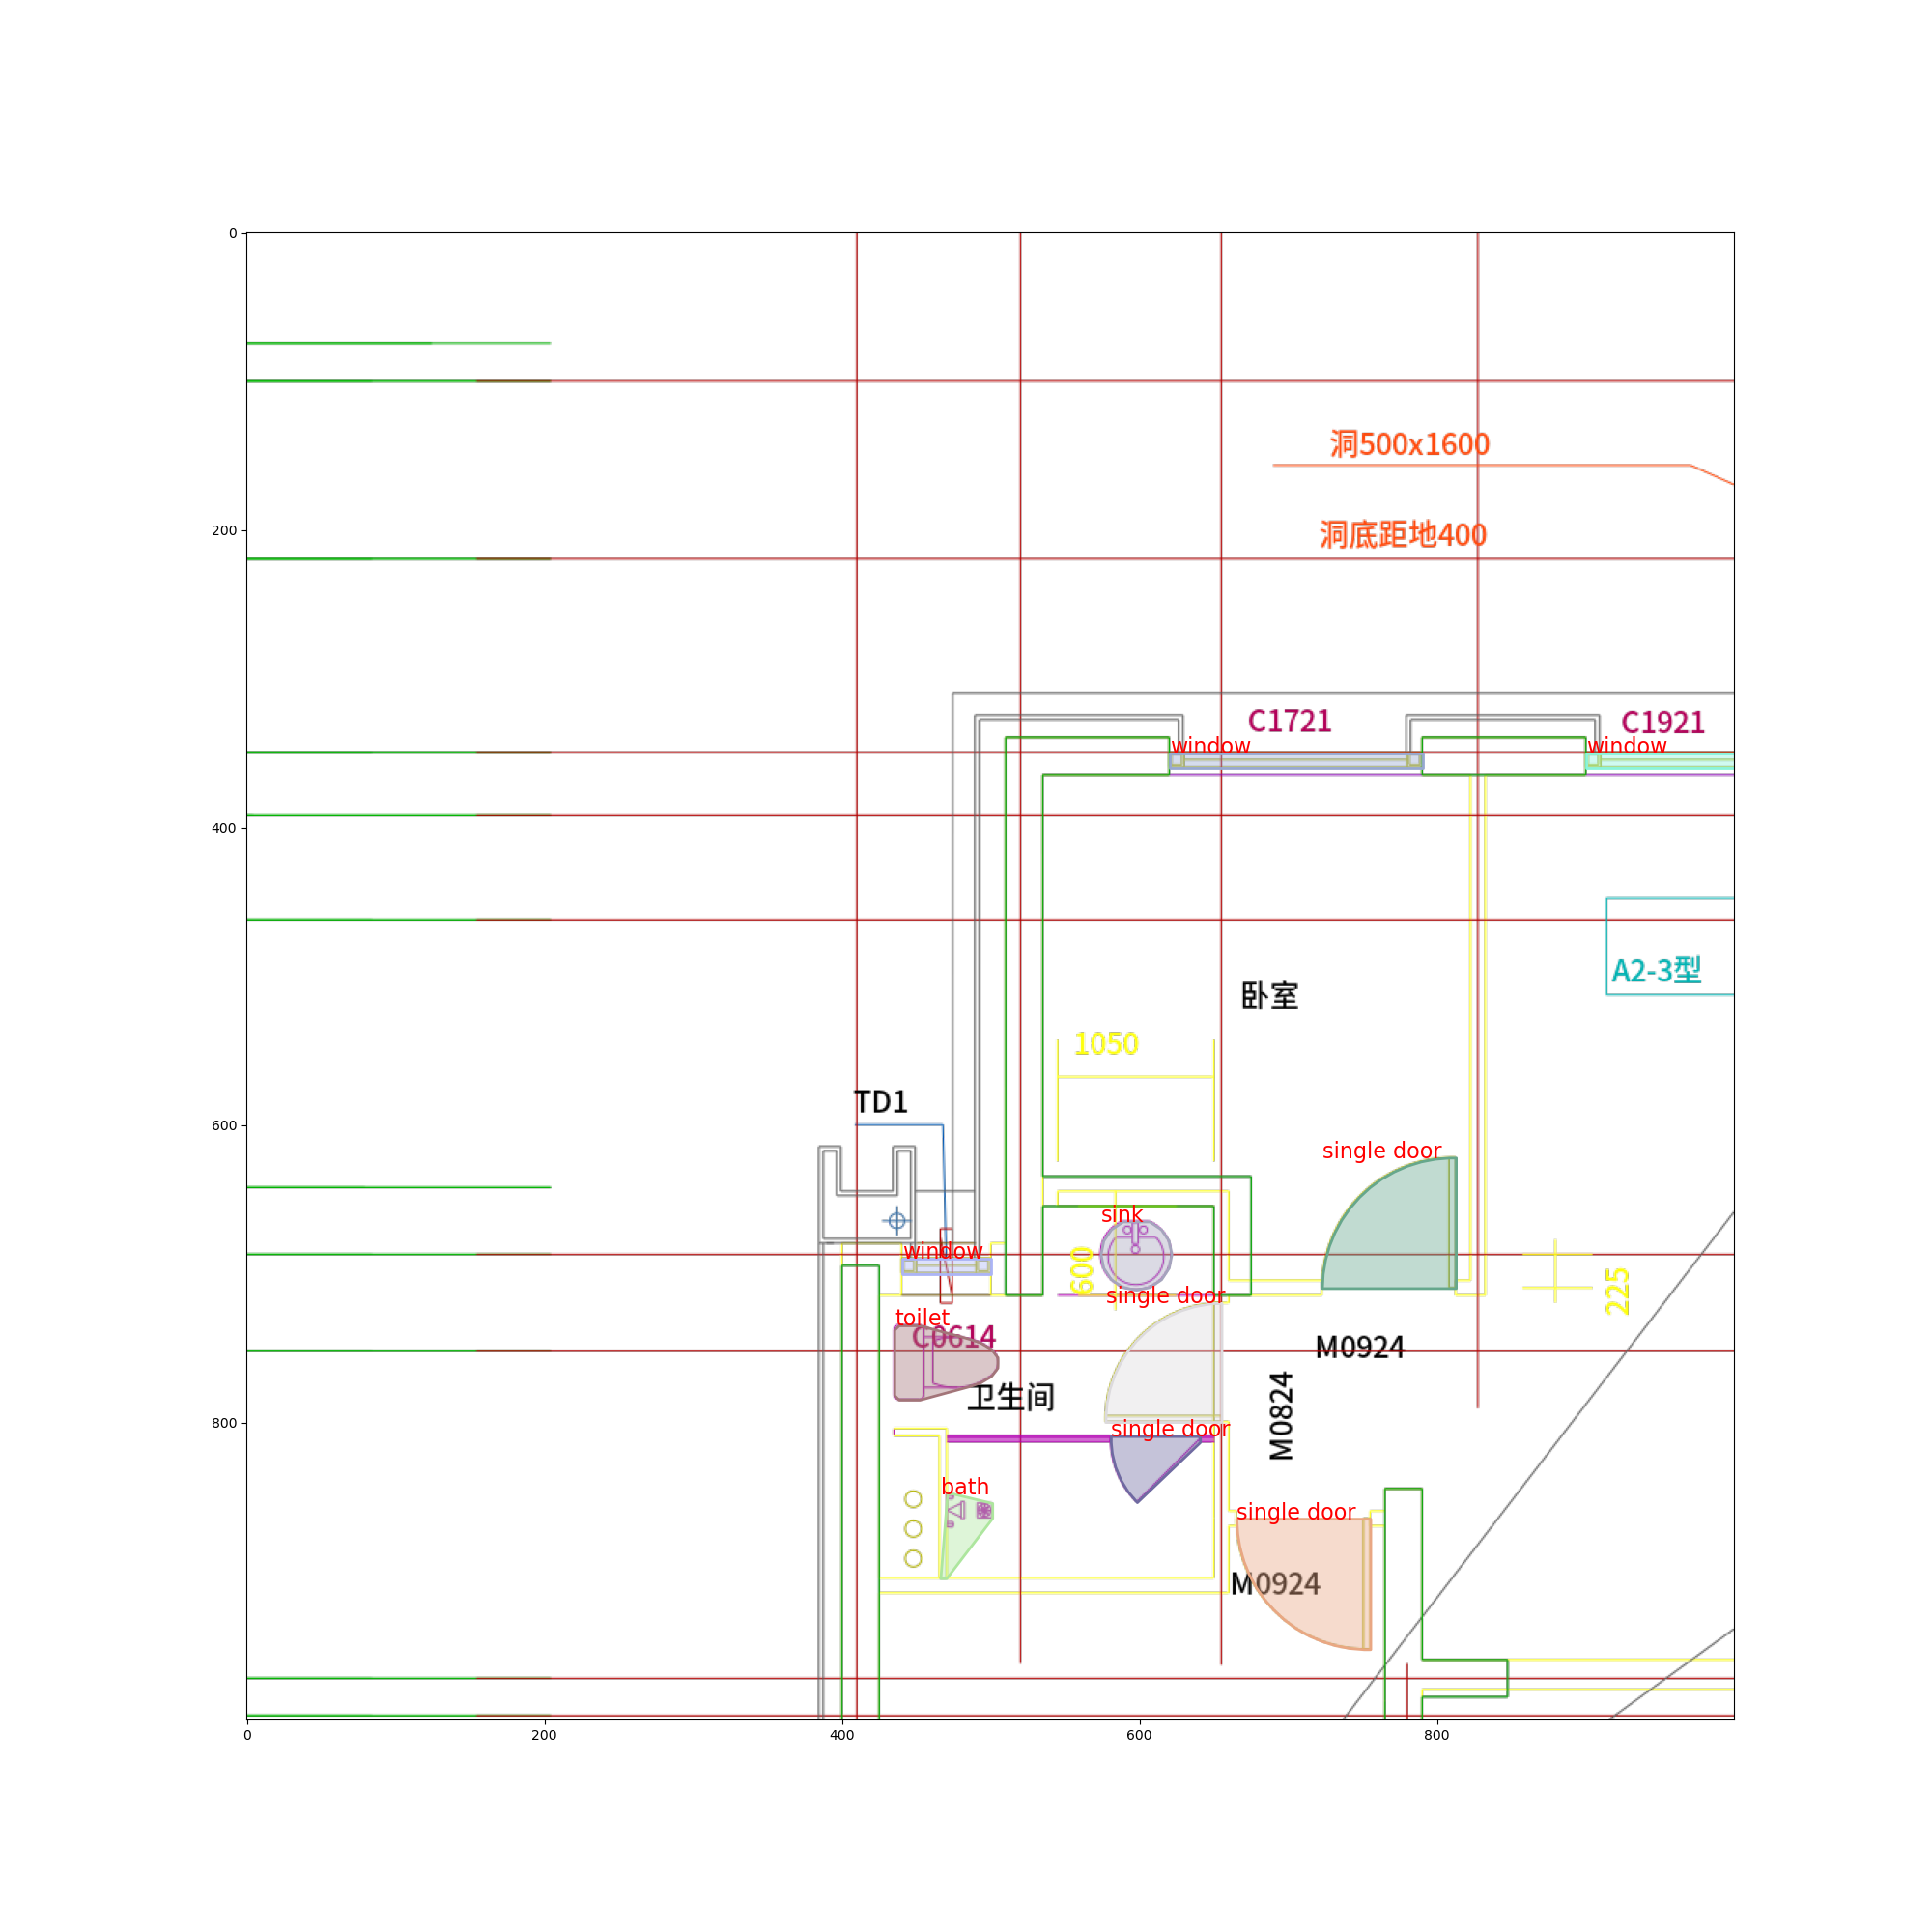 0
洞500x1600
200
洞底距地400
C1721
C1921
window
window
400
A2-3型
卧室
1050
TD1
600
single door
sink
window
600
225
single door
toilet
C0614
M0924
卫生间
M0824
800
single door
bath
single door
M0924
0
200
400
600
800